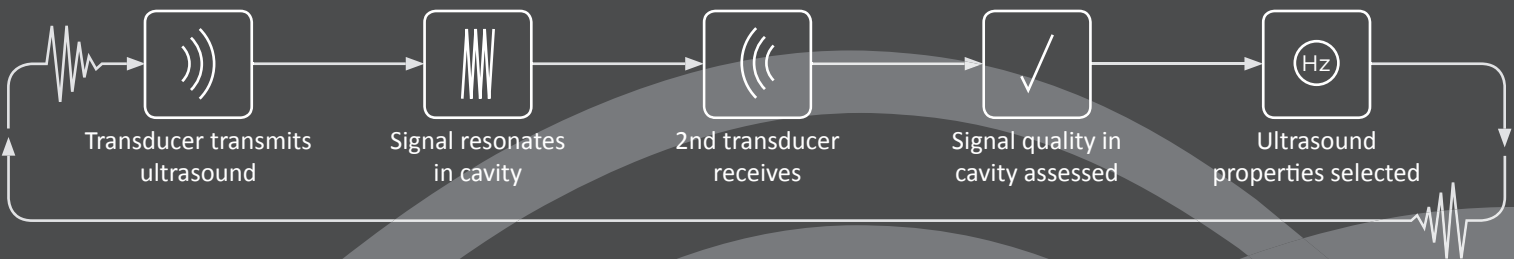 Hz
Transducer transmits
ultrasound
Signal resonates
in cavity
2nd transducer
receives
Signal quality in
cavity assessed
Ultrasound
properties selected